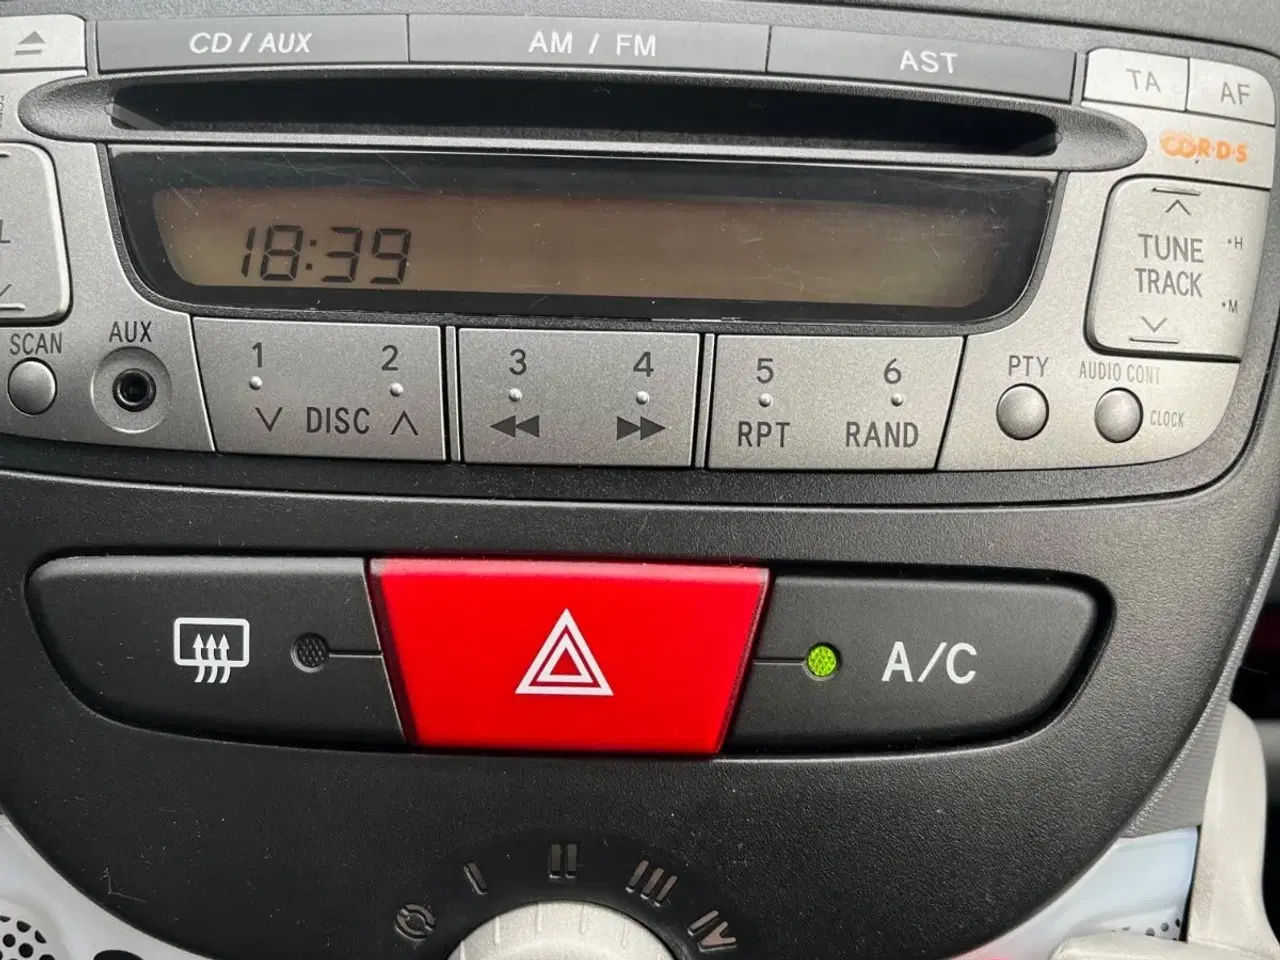 CD / AUX
AM / FM
AST
TA
AF
R·D·S
18:39
TUNE
TRACK
•H
•M
SCAN
AUX
1
2
3
4
5
6
DISC
RPT
RAND
PTY
AUDIO CONT
CLOCK
A/C
I
II
III
IV